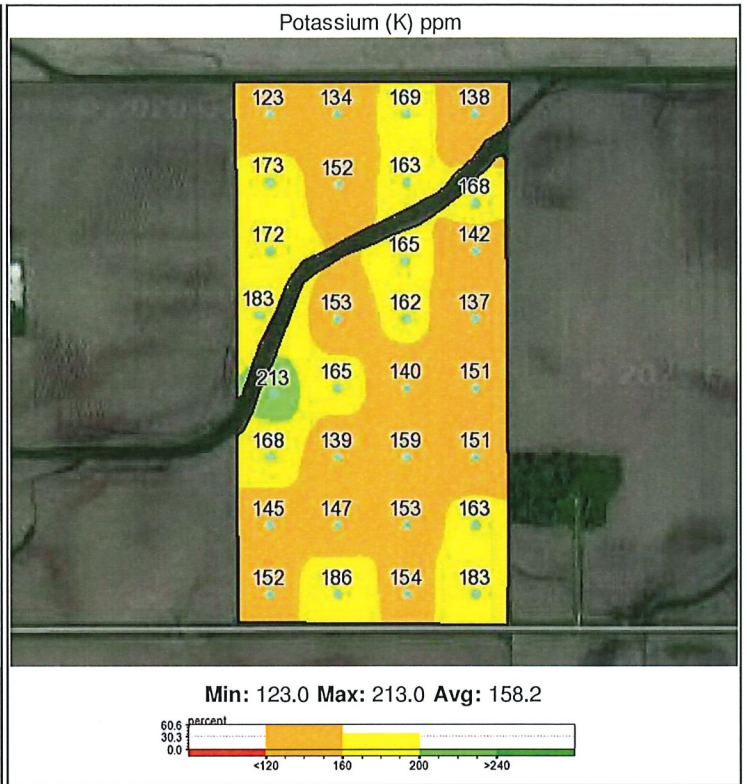 Potassium (K) ppm
123 134 169 138
173 152 163 168
172 165 142
183 153 162 137
213 165 140 151
168 139 159 151
145 147 153 163
152 186 154 183
Min: 123.0 Max: 213.0 Avg: 158.2
percent
60.6
30.3
0.0
<120 160 200 >240